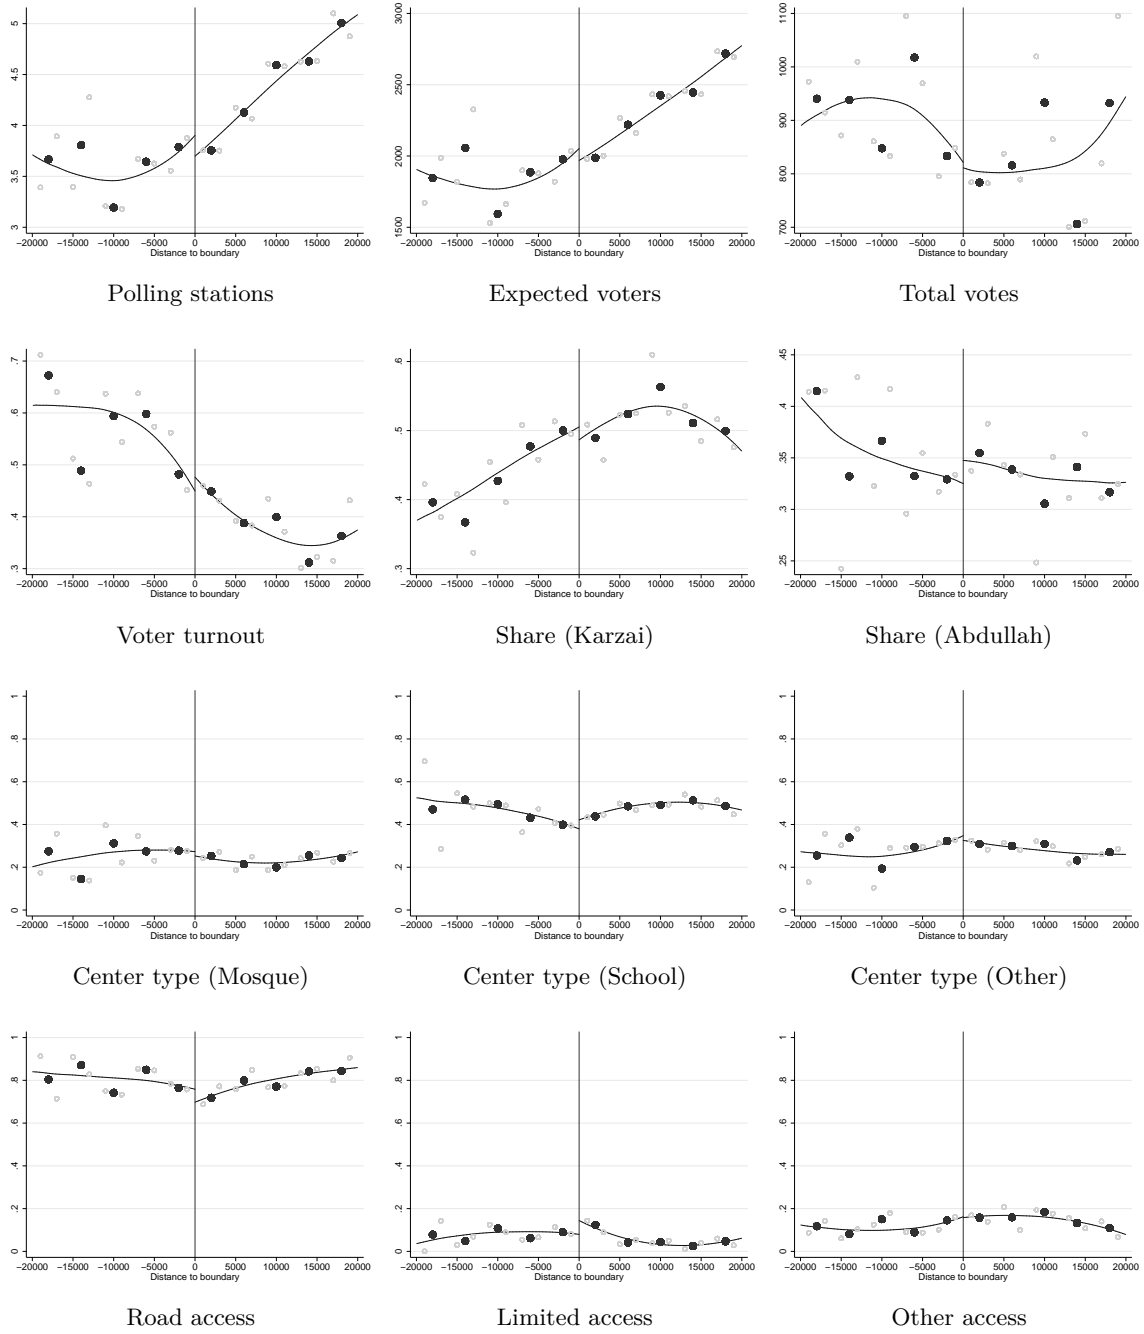 5
4.5
4
3.5
3
−20000 −15000 −10000 −5000 0 5000 10000 15000 20000
Distance to boundary
Polling stations
3000
2500
2000
1500
−20000 −15000 −10000 −5000 0 5000 10000 15000 20000
Distance to boundary
Expected voters
1100
1000
900
800
700
−20000 −15000 −10000 −5000 0 5000 10000 15000 20000
Distance to boundary
Total votes
.7
.6
.5
.4
.3
−20000 −15000 −10000 −5000 0 5000 10000 15000 20000
Distance to boundary
Voter turnout
.6
.5
.4
.3
−20000 −15000 −10000 −5000 0 5000 10000 15000 20000
Distance to boundary
Share (Karzai)
.45
.4
.35
.3
.25
−20000 −15000 −10000 −5000 0 5000 10000 15000 20000
Distance to boundary
Share (Abdullah)
1
.8
.6
.4
.2
0
−20000 −15000 −10000 −5000 0 5000 10000 15000 20000
Distance to boundary
Center type (Mosque)
1
.8
.6
.4
.2
0
−20000 −15000 −10000 −5000 0 5000 10000 15000 20000
Distance to boundary
Center type (School)
1
.8
.6
.4
.2
0
−20000 −15000 −10000 −5000 0 5000 10000 15000 20000
Distance to boundary
Center type (Other)
1
.8
.6
.4
.2
0
−20000 −15000 −10000 −5000 0 5000 10000 15000 20000
Distance to boundary
Road access
1
.8
.6
.4
.2
0
−20000 −15000 −10000 −5000 0 5000 10000 15000 20000
Distance to boundary
Limited access
1
.8
.6
.4
.2
0
−20000 −15000 −10000 −5000 0 5000 10000 15000 20000
Distance to boundary
Other access